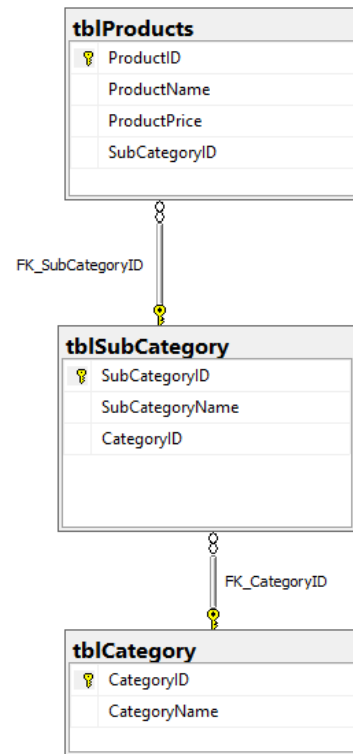 tblProducts
ProductID
ProductName
ProductPrice
SubCategoryID
FK_SubCategoryID
tblSubCategory
SubCategoryID
SubCategoryName
CategoryID
FK_CategoryID
tblCategory
CategoryID
CategoryName